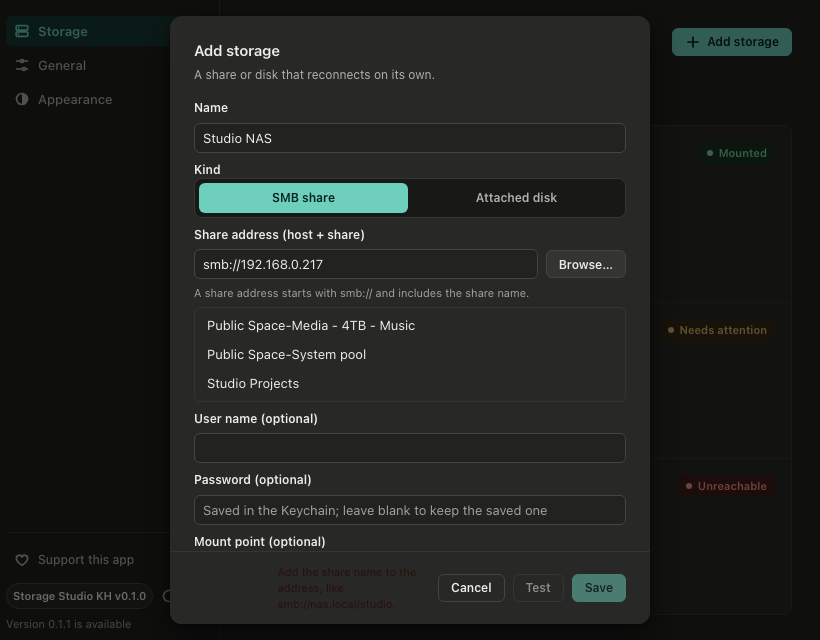 Storage
General
Appearance
Add storage
Mounted
Needs attention
Unreachable
Support this app
Storage Studio KH v0.1.0
Version 0.1.1 is available
Add storage
A share or disk that reconnects on its own.
Name
Studio NAS
Kind
SMB share
Attached disk
Share address (host + share)
smb://192.168.0.217
Browse...
A share address starts with smb:// and includes the share name.
Public Space-Media - 4TB - Music
Public Space-System pool
Studio Projects
User name (optional)
Password (optional)
Saved in the Keychain; leave blank to keep the saved one
Mount point (optional)
Add the share name to the
address, like
smb://nas.local/studio.
Cancel
Test
Save